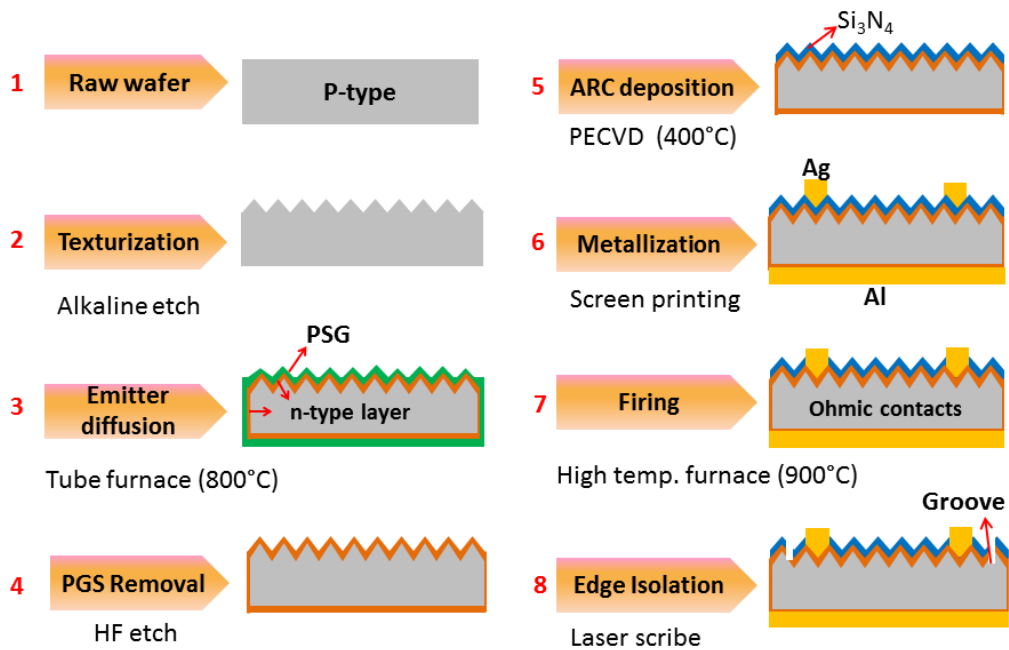 1
Raw wafer
P-type
2
Texturization
Alkaline etch
3
Emitter
diffusion
PSG
n-type layer
Tube furnace (800°C)
4
PGS Removal
HF etch
5
ARC deposition
Si₃N₄
PECVD (400°C)
6
Metallization
Ag
Screen printing
Al
7
Firing
Ohmic contacts
High temp. furnace (900°C)
8
Edge Isolation
Groove
Laser scribe